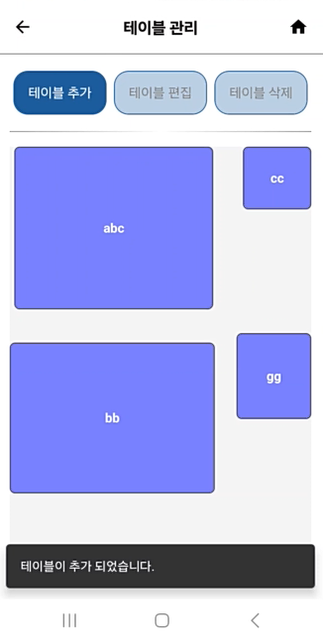 테이블 관리
테이블 추가
테이블 편집
테이블 삭제
abc
cc
bb
gg
테이블이 추가 되었습니다.